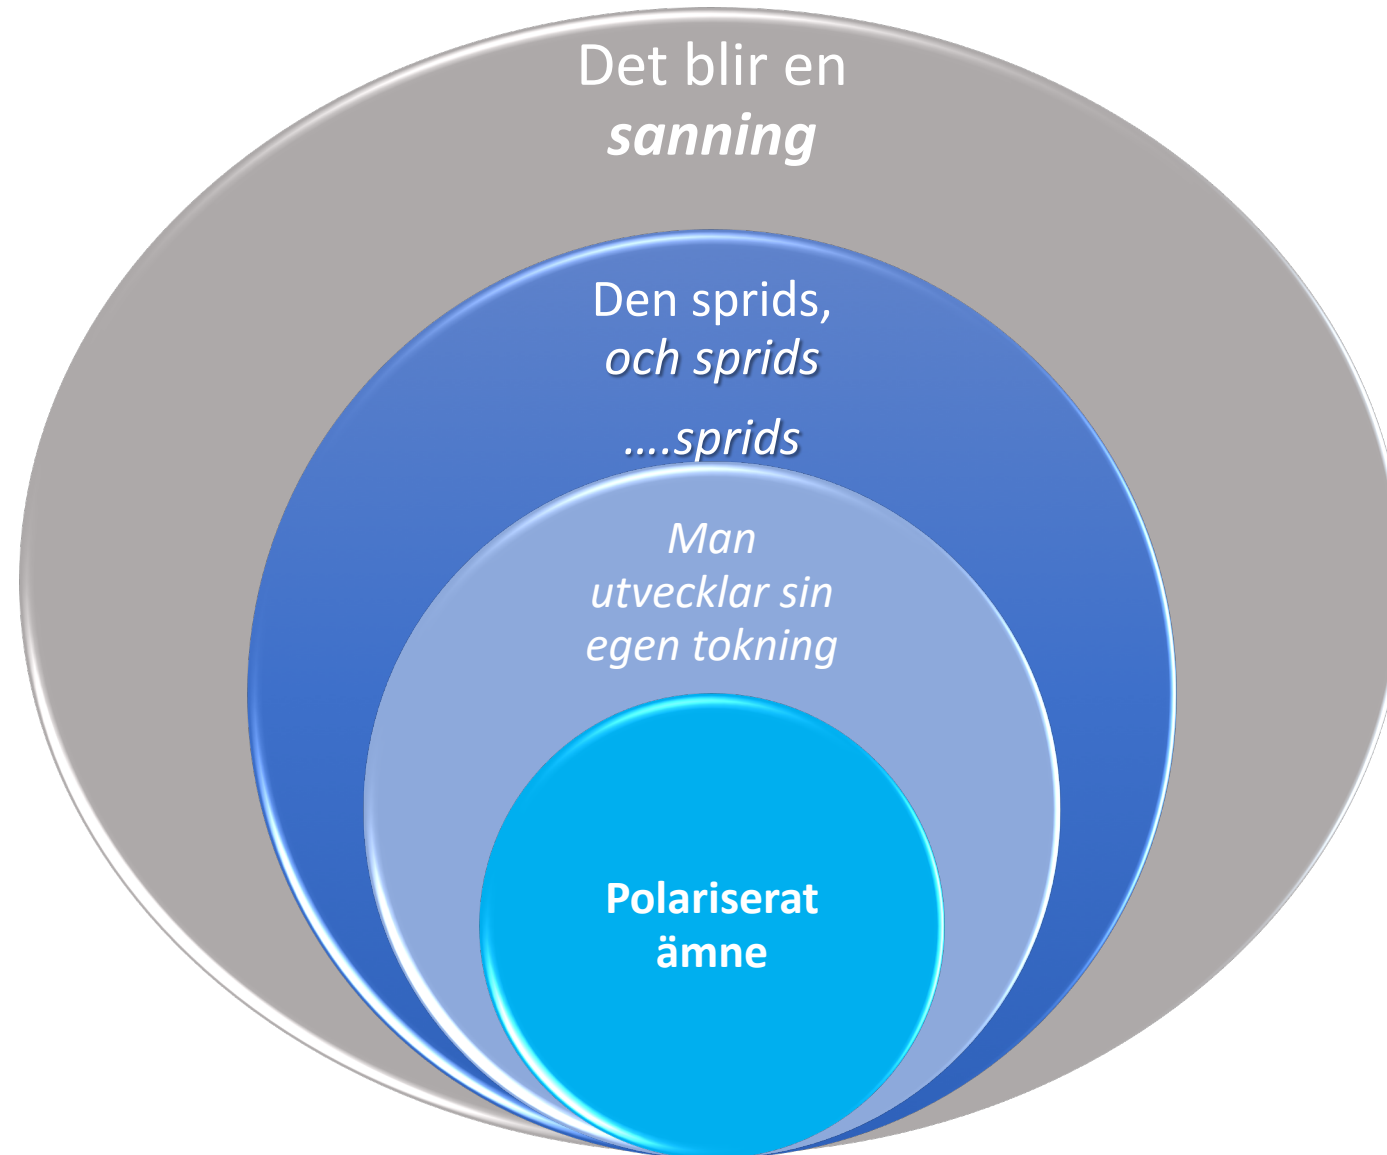 Det blir en
sanning
Den sprids,
och sprids
....sprids
Man
utvecklar sin
egen tokning
Polariserat
ämne